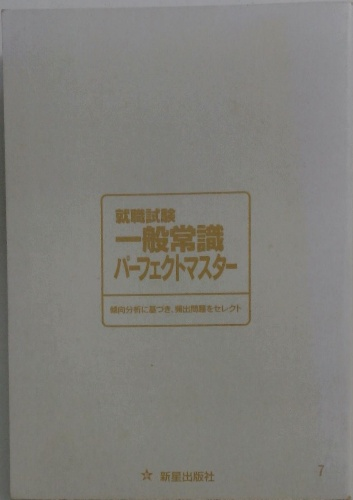 就職試験
一般常識
パーフェクトマスター
傾向分析に基づき、頻出問題をセレクト
☆ 新星出版社
7